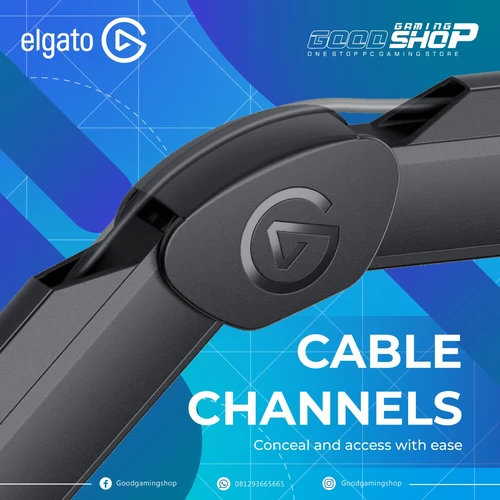 elgato
GAMING
GOOD SHOP
ONE STOP PC GAMING STORE
CABLE
CHANNELS
Conceal and access with ease
Goodgamingshop
081293665665
Goodgamingshop